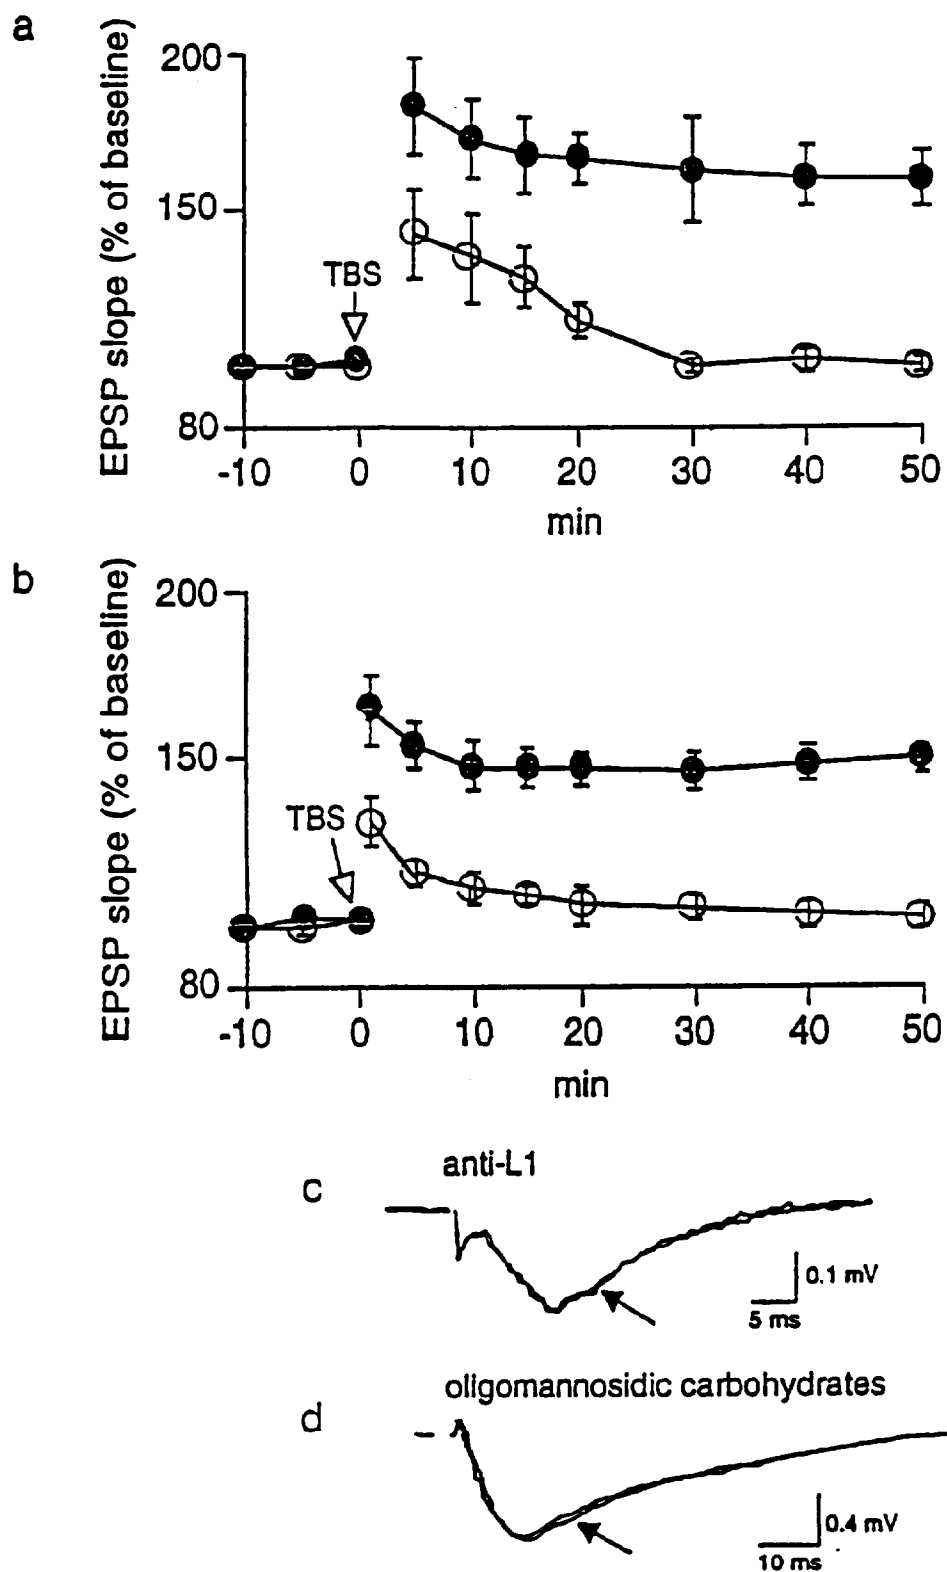 a
EPSP slope (% of baseline)
200
150
80
TBS
-10 0 10 20 30 40 50
min
b
EPSP slope (% of baseline)
200
150
80
TBS
-10 0 10 20 30 40 50
min
c
anti-L1
0.1 mV
5 ms
d
oligomannosidic carbohydrates
0.4 mV
10 ms